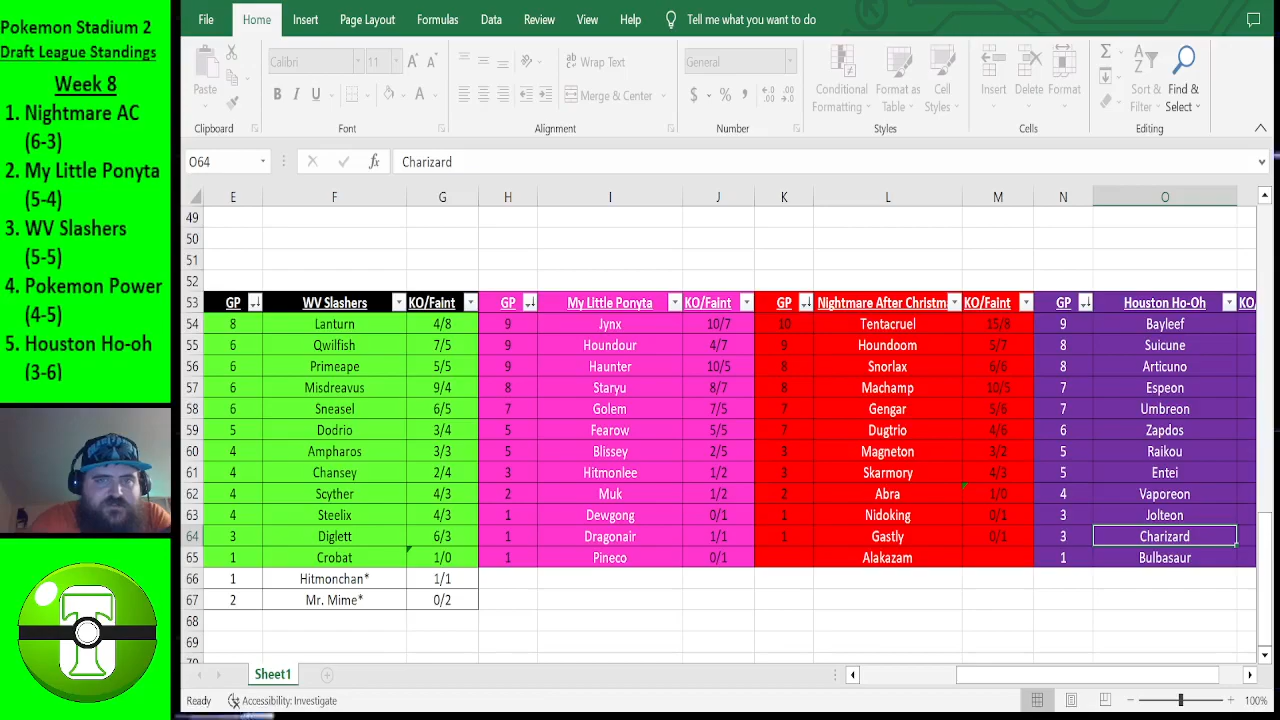 Pokemon Stadium 2
Draft League Standings
Week 8
1. Nightmare AC
(6-3)
2. My Little Ponyta
(5-4)
3. WV Slashers
(5-5)
4. Pokemon Power
(4-5)
5. Houston Ho-oh
(3-6)
File Home Insert Page Layout Formulas Data Review View Help Tell me what you want to do
Paste
Calibri 11
B I U
Wrap Text
Merge & Center
General
$ % ,
Conditional Formatting
Format as Table
Cell Styles
Insert Delete Format
Sort & Filter
Find & Select
Clipboard Font Alignment Number Styles Cells Editing
O64 fx Charizard
E F G H I J K L M N O
49
50
51
52
53 GP WV Slashers KO/Faint GP My Little Ponyta KO/Faint GP Nightmare After Christm KO/Faint GP Houston Ho-Oh KO/
54 8 Lanturn 4/8 9 Jynx 10/7 10 Tentacruel 15/8 9 Bayleef
55 6 Qwilfish 7/5 9 Houndour 4/7 9 Houndoom 5/7 8 Suicune
56 6 Primeape 5/5 9 Haunter 10/5 8 Snorlax 6/6 8 Articuno
57 6 Misdreavus 9/4 8 Staryu 8/7 8 Machamp 10/5 7 Espeon
58 6 Sneasel 6/5 7 Golem 7/5 7 Gengar 5/6 7 Umbreon
59 5 Dodrio 3/4 5 Fearow 5/5 7 Dugtrio 4/6 6 Zapdos
60 4 Ampharos 3/3 5 Blissey 2/5 3 Magneton 3/2 5 Raikou
61 4 Chansey 2/4 3 Hitmonlee 1/2 3 Skarmory 4/3 5 Entei
62 4 Scyther 4/3 2 Muk 1/2 2 Abra 1/0 4 Vaporeon
63 4 Steelix 4/3 1 Dewgong 0/1 1 Nidoking 0/1 3 Jolteon
64 3 Diglett 6/3 1 Dragonair 1/1 1 Gastly 0/1 3 Charizard
65 1 Crobat 1/0 1 Pineco 0/1 Alakazam 1 Bulbasaur
66 1 Hitmonchan* 1/1
67 2 Mr. Mime* 0/2
68
69
70
Sheet1
Ready Accessibility: Investigate 100%